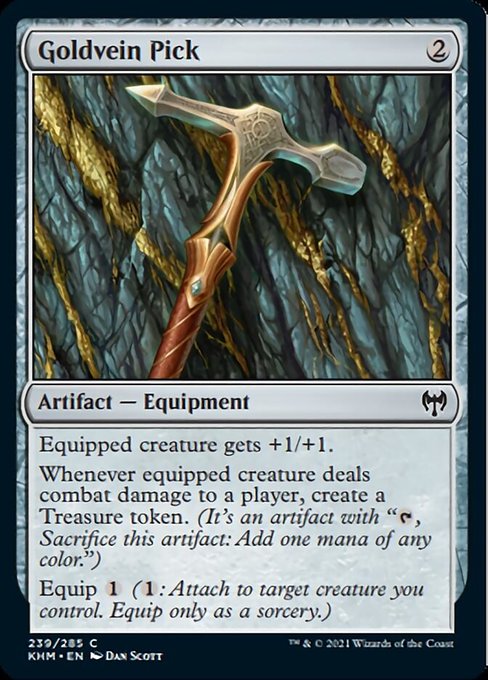 Goldvein Pick 2
Artifact — Equipment
Equipped creature gets +1/+1.
Whenever equipped creature deals
combat damage to a player, create a
Treasure token. (It's an artifact with “,
Sacrifice this artifact: Add one mana of any
color.”)
Equip 1 (1: Attach to target creature you
control. Equip only as a sorcery.)
239/285 C
KHM • EN Dan Scott
™ & © 2021 Wizards of the Coast